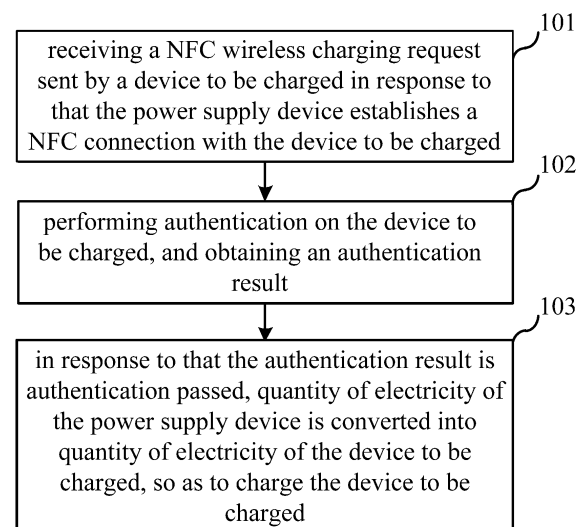 101
receiving a NFC wireless charging request
sent by a device to be charged in response to
that the power supply device establishes a
NFC connection with the device to be charged
102
performing authentication on the device to
be charged, and obtaining an authentication
result
103
in response to that the authentication result is
authentication passed, quantity of electricity of
the power supply device is converted into
quantity of electricity of the device to be
charged, so as to charge the device to be
charged